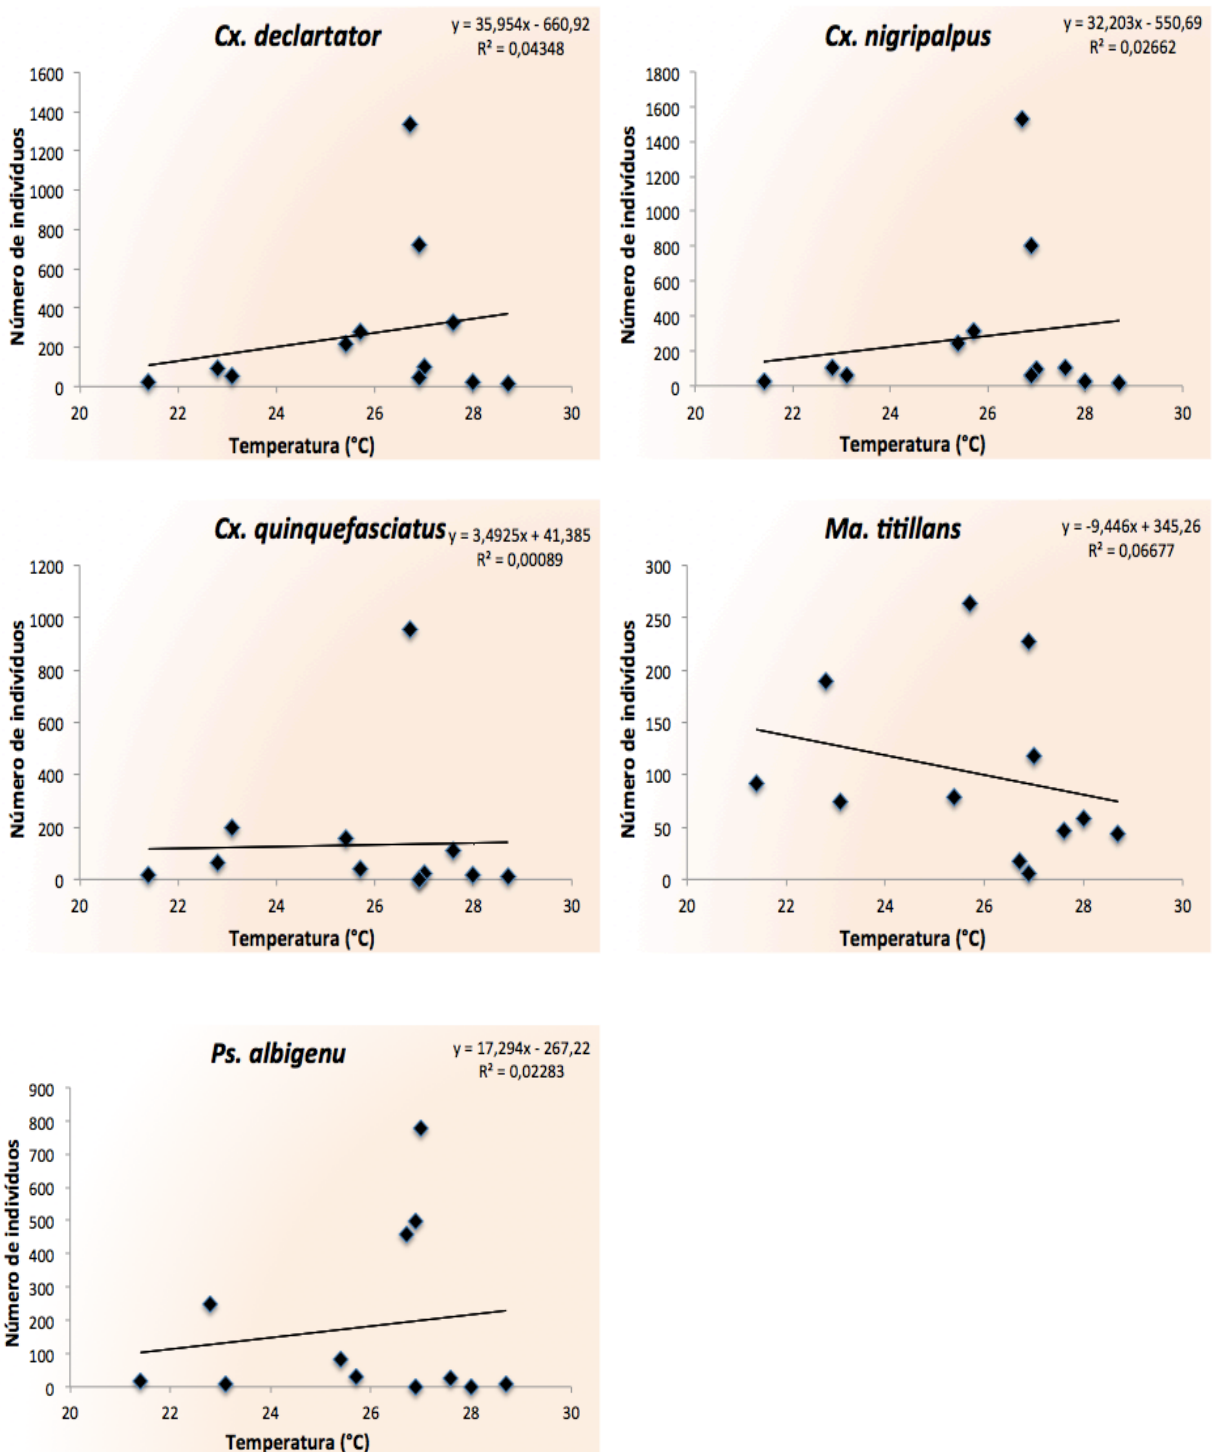 Cx. declartator
y = 35,954x - 660,92
R² = 0,04348
Número de indivíduos
1600
1400
1200
1000
800
600
400
200
0
20 22 24 26 28 30
Temperatura (°C)
Cx. nigripalpus
y = 32,203x - 550,69
R² = 0,02662
Número de indivíduos
1800
1600
1400
1200
1000
800
600
400
200
0
20 22 24 26 28 30
Temperatura (°C)
Cx. quinquefasciatus
y = 3,4925x + 41,385
R² = 0,00089
Número de indivíduos
1200
1000
800
600
400
200
0
20 22 24 26 28 30
Temperatura (°C)
Ma. titillans
y = -9,446x + 345,26
R² = 0,06677
Número de indivíduos
300
250
200
150
100
50
0
20 22 24 26 28 30
Temperatura (°C)
Ps. albigenu
y = 17,294x - 267,22
R² = 0,02283
Número de indivíduos
900
800
700
600
500
400
300
200
100
0
20 22 24 26 28 30
Temperatura (°C)